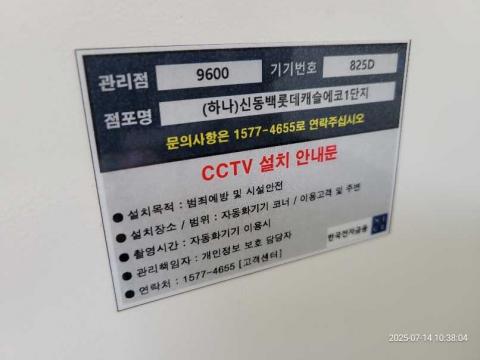 관리점 9600 기기번호 825D
점포명 (하나)신동백롯데캐슬에코1단지
문의사항은 1577-4655로 연락주십시오
CCTV 설치 안내문
● 설치목적 : 범죄예방 및 시설안전
● 설치장소 / 범위 : 자동화기기 코너 / 이용고객 및 주변
● 촬영시간 : 자동화기기 이용시
● 관리책임자 : 개인정보 보호 담당자
● 연락처 : 1577-4655 [고객센터]
한국전자금융
2025-07-14 10:38:04